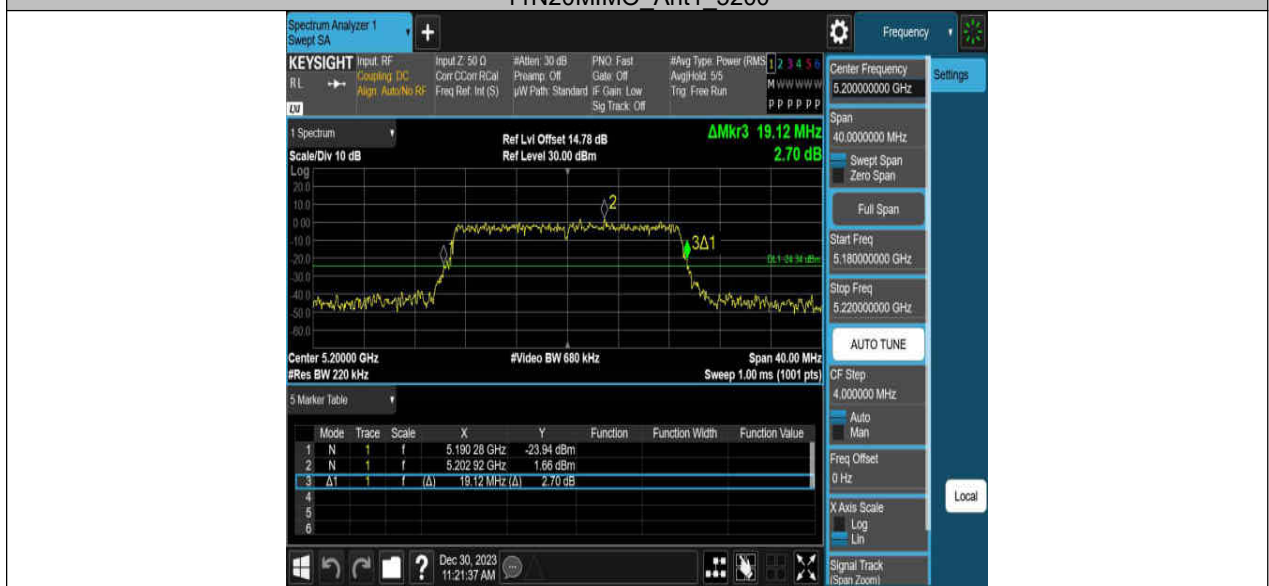 11N20MIMO_Ant1_5200
Spectrum Analyzer 1
Swept SA
+
Frequency
KEYSIGHT
RL
LXI
Input: RF
Coupling: DC
Align: Auto/No RF
Input Z: 50 Ω
Corr CCorr RCal
Freq Ref: Int (S)
#Atten: 30 dB
Preamp: Off
µW Path: Standard
PNO: Fast
Gate: Off
IF Gain: Low
Sig Track: Off
#Avg Type: Power (RMS
Avg|Hold: 5/5
Trig: Free Run
1 2 3 4 5 6
M W W W W W
P P P P P P
1 Spectrum
Scale/Div 10 dB
Ref Lvl Offset 14.78 dB
Ref Level 30.00 dBm
ΔMkr3 19.12 MHz
2.70 dB
Log
20.0
10.0
0.00
-10.0
-20.0
-30.0
-40.0
-50.0
-60.0
2
1
3Δ1
DL1 -24.34 dBm
Center 5.20000 GHz
#Res BW 220 kHz
#Video BW 680 kHz
Span 40.00 MHz
Sweep 1.00 ms (1001 pts)
5 Marker Table
Mode Trace Scale X Y Function Function Width Function Value
1 N 1 f 5.190 28 GHz -23.94 dBm
2 N 1 f 5.202 92 GHz 1.66 dBm
3 Δ1 1 f (Δ) 19.12 MHz (Δ) 2.70 dB
4
5
6
Dec 30, 2023
11:21:37 AM
?
Center Frequency
5.200000000 GHz
Settings
Span
40.0000000 MHz
Swept Span
Zero Span
Full Span
Start Freq
5.180000000 GHz
Stop Freq
5.220000000 GHz
AUTO TUNE
CF Step
4.000000 MHz
Auto
Man
Freq Offset
0 Hz
X Axis Scale
Log
Lin
Local
Signal Track
(Span Zoom)